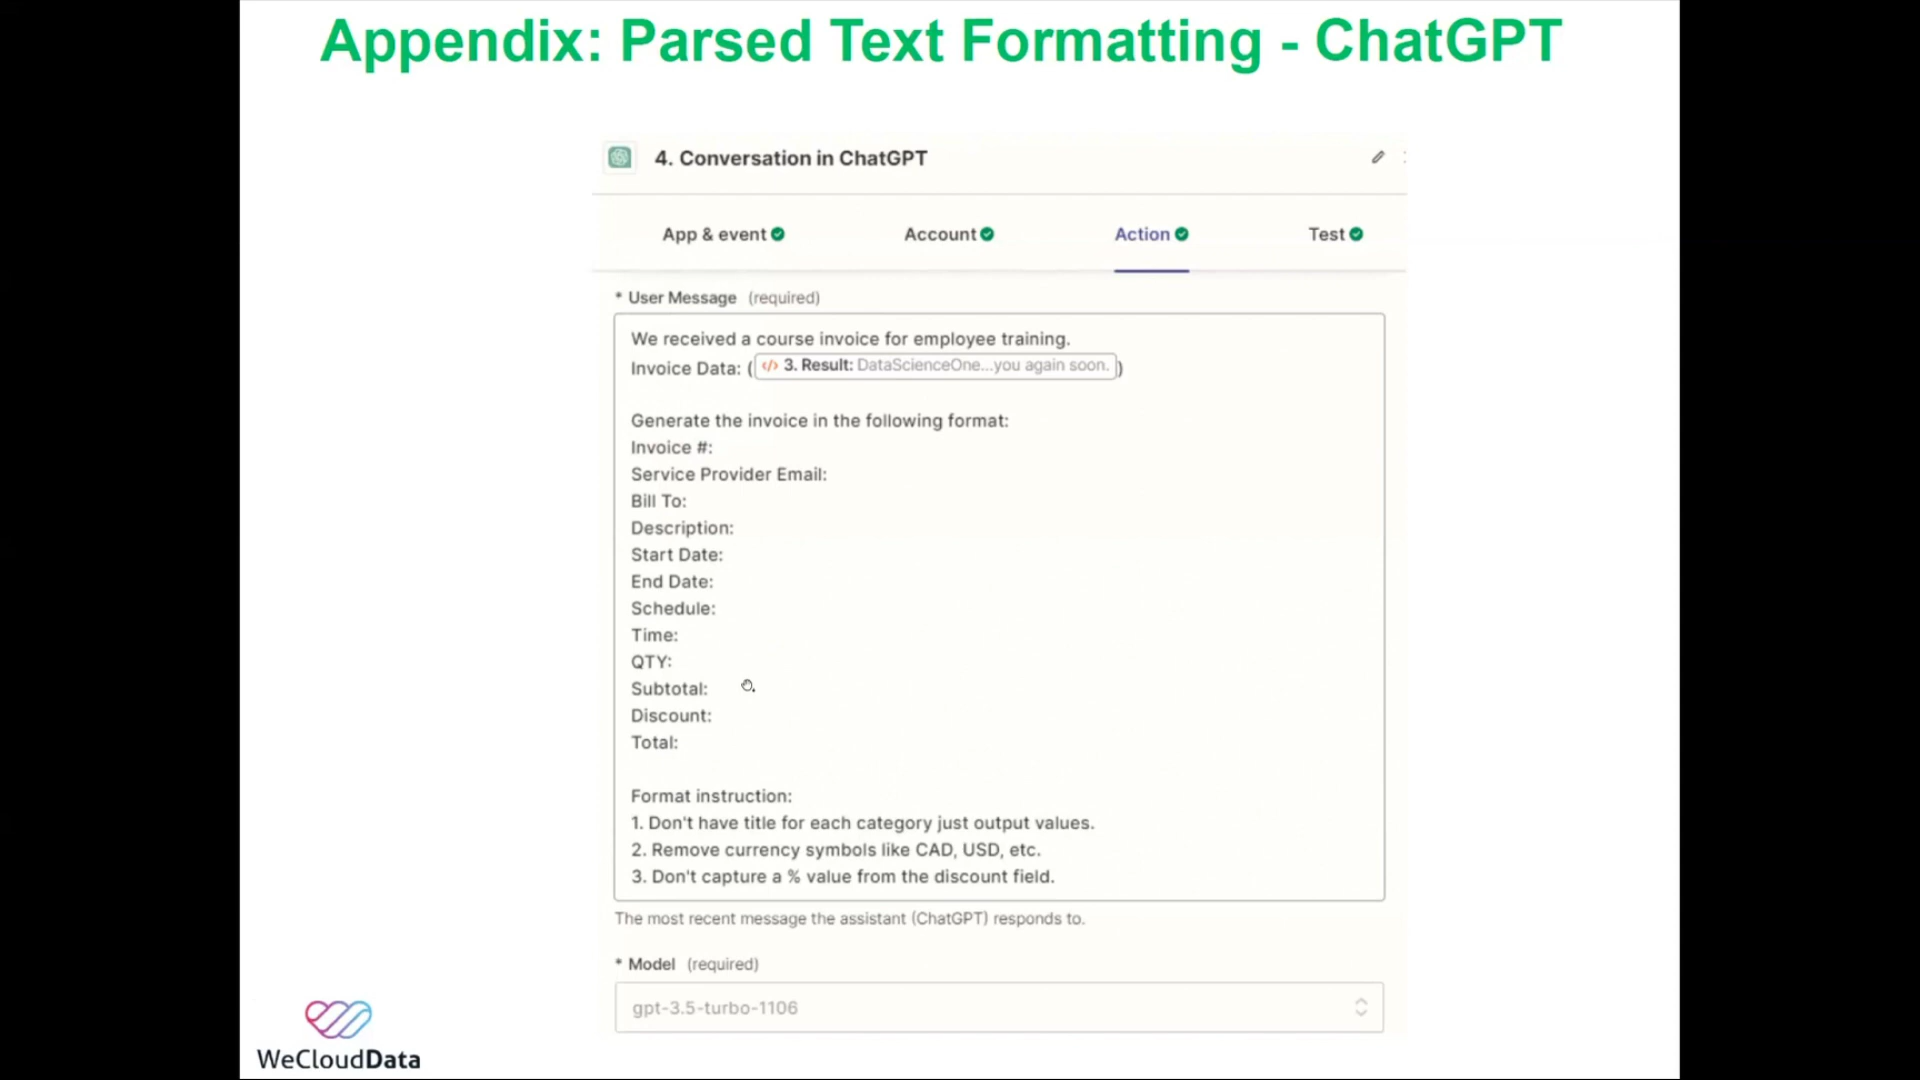 Appendix: Parsed Text Formatting - ChatGPT
4. Conversation in ChatGPT
App & event
Account
Action
Test
* User Message (required)
We received a course invoice for employee training.
Invoice Data: (</> 3. Result: DataScienceOne...you again soon.)
Generate the invoice in the following format:
Invoice #:
Service Provider Email:
Bill To:
Description:
Start Date:
End Date:
Schedule:
Time:
QTY:
Subtotal:
Discount:
Total:
Format instruction:
1. Don't have title for each category just output values.
2. Remove currency symbols like CAD, USD, etc.
3. Don't capture a % value from the discount field.
The most recent message the assistant (ChatGPT) responds to.
* Model (required)
gpt-3.5-turbo-1106
WeCloudData